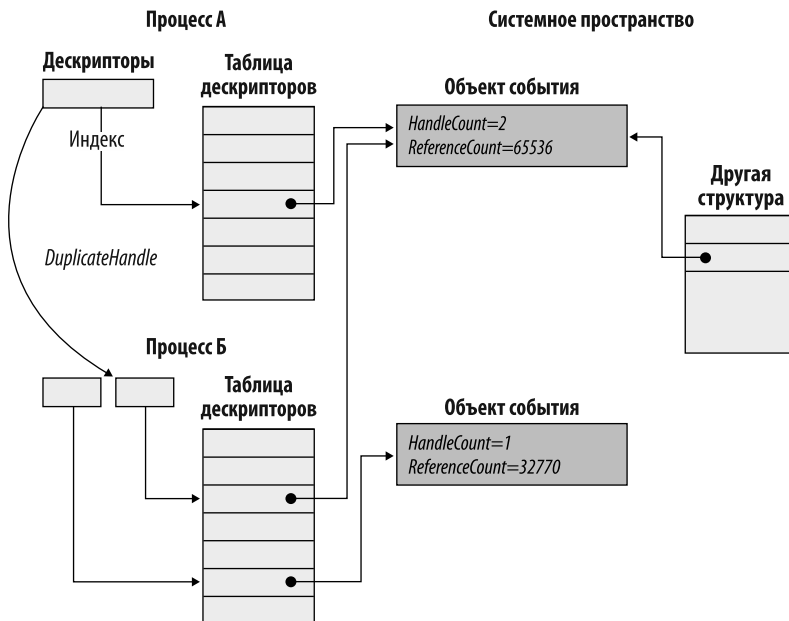 Процесс А
Системное пространство
Дескрипторы
Таблица
дескрипторов
Объект события
HandleCount=2
ReferenceCount=65536
Индекс
Другая
структура
DuplicateHandle
Процесс Б
Таблица
дескрипторов
Объект события
HandleCount=1
ReferenceCount=32770